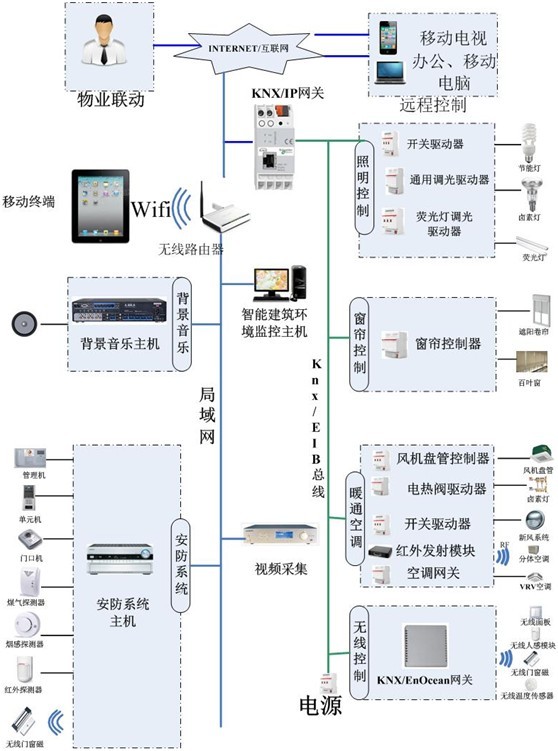 INTERNET/互联网
物业联动
移动电视
办公、移动
电脑
远程控制
KNX/IP网关
照明控制
开关驱动器
通用调光驱动器
荧光灯调光
驱动器
节能灯
卤素灯
荧光灯
移动终端
Wifi
无线路由器
智能建筑环
境监控主机
背景音乐
背景音乐主机
局域网
Knx/EIB总线
窗帘控制
窗帘控制器
遮阳卷帘
百叶窗
暖通空调
风机盘管控制器
电热阀驱动器
开关驱动器
红外发射模块
空调网关
RF
风机盘管
卤素灯
新风系统
分体空调
VRV空调
管理机
单元机
门口机
煤气探测器
烟感探测器
红外探测器
无线门窗磁
安防系统
安防系统
主机
视频采集
无线控制
KNX/EnOcean网关
无线面板
无线人感模块
无线门窗磁
无线温度传感器
电源